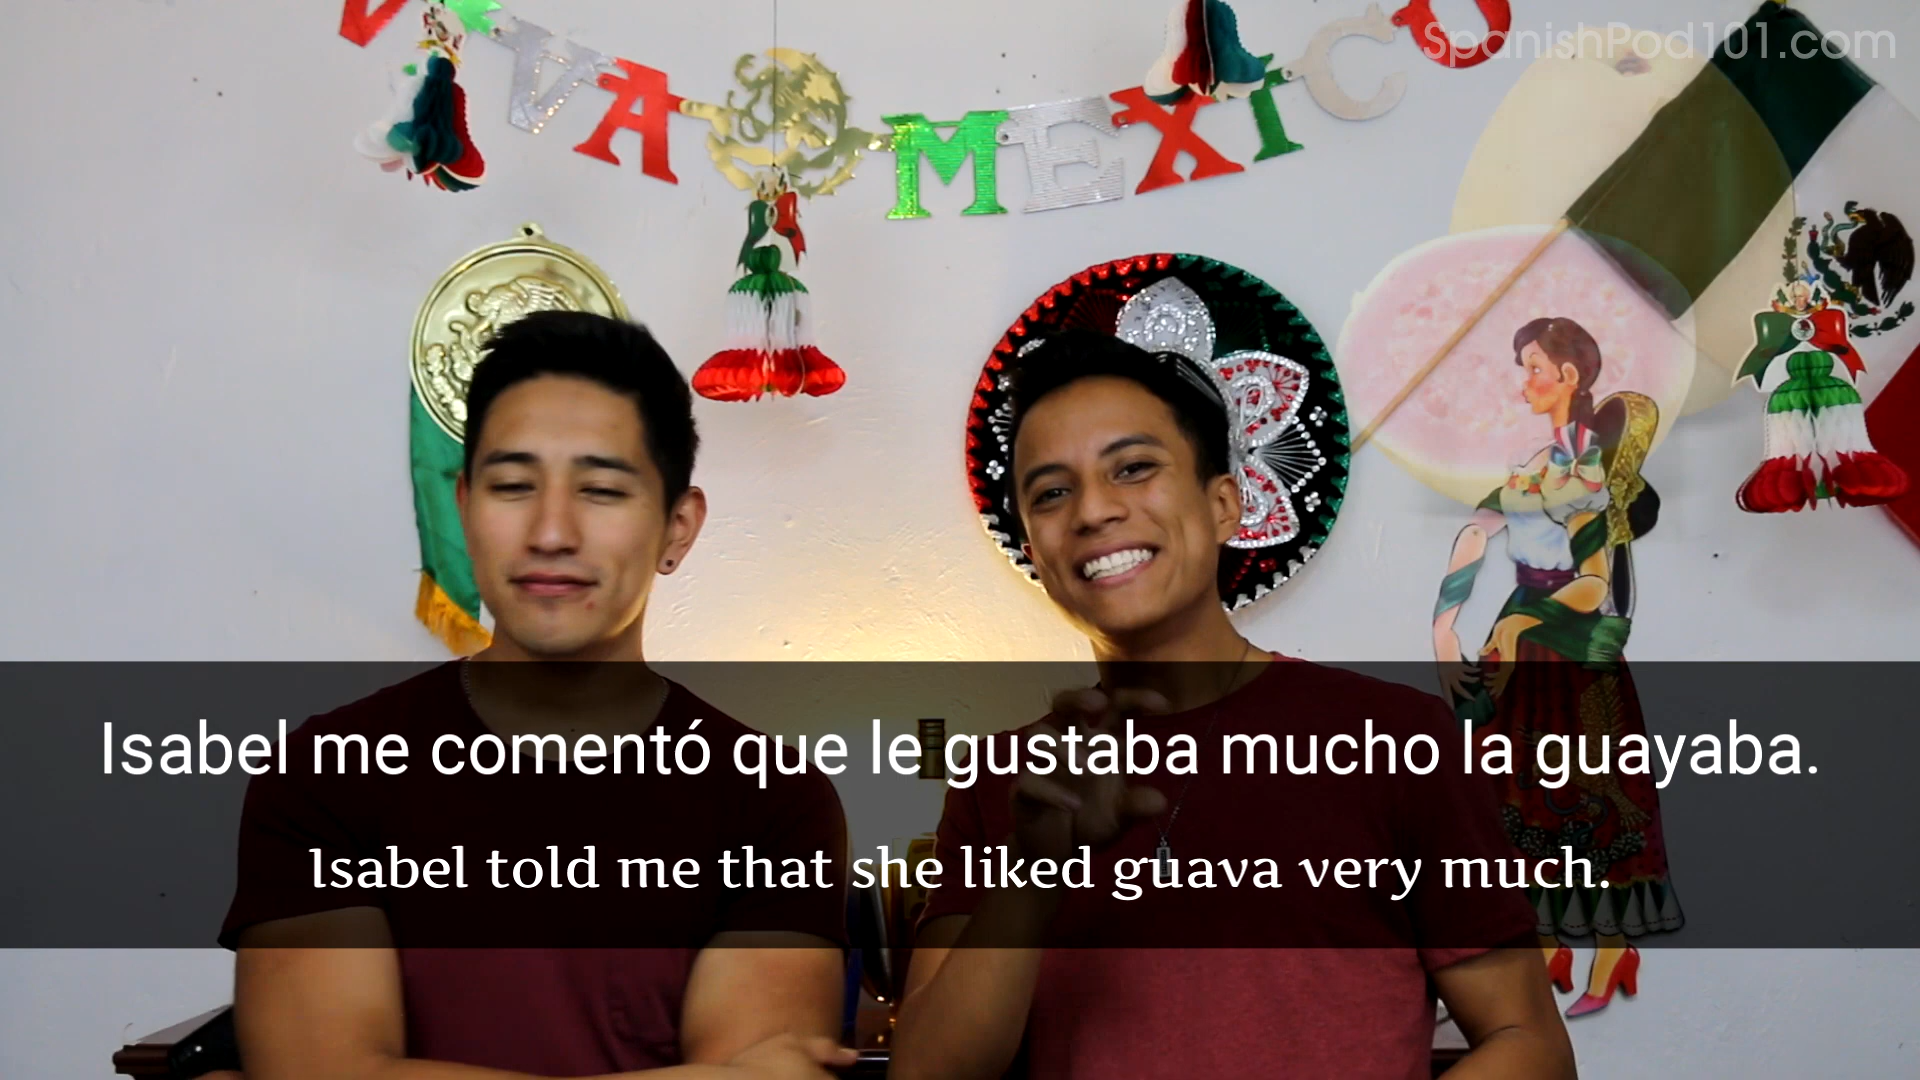 SpanishPod101.com
VIVA MEXICO
Isabel me comentó que le gustaba mucho la guayaba.
Isabel told me that she liked guava very much.